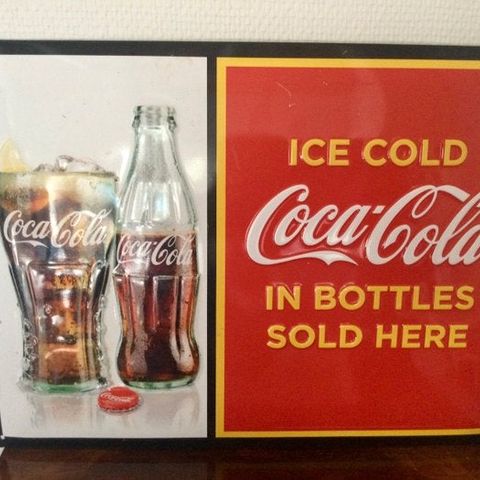 Coca-Cola
Coca-Cola
ICE COLD
Coca-Cola
IN BOTTLES
SOLD HERE